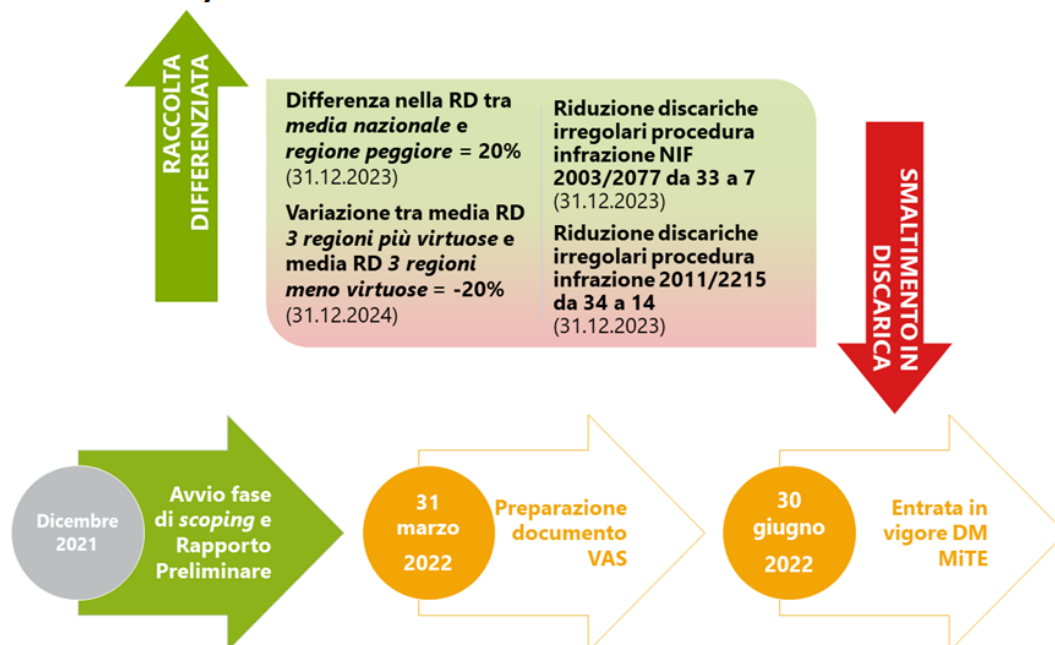 RACCOLTA
DIFFERENZIATA
Differenza nella RD tra
media nazionale e
regione peggiore = 20%
(31.12.2023)
Variazione tra media RD
3 regioni più virtuose e
media RD 3 regioni
meno virtuose = -20%
(31.12.2024)
Riduzione discariche
irregolari procedura
infrazione NIF
2003/2077 da 33 a 7
(31.12.2023)
Riduzione discariche
irregolari procedura
infrazione 2011/2215
da 34 a 14
(31.12.2023)
SMALTIMENTO IN
DISCARICA
Dicembre
2021
Avvio fase
di scoping e
Rapporto
Preliminare
31
marzo
2022
Preparazione
documento
VAS
30
giugno
2022
Entrata in
vigore DM
MiTE